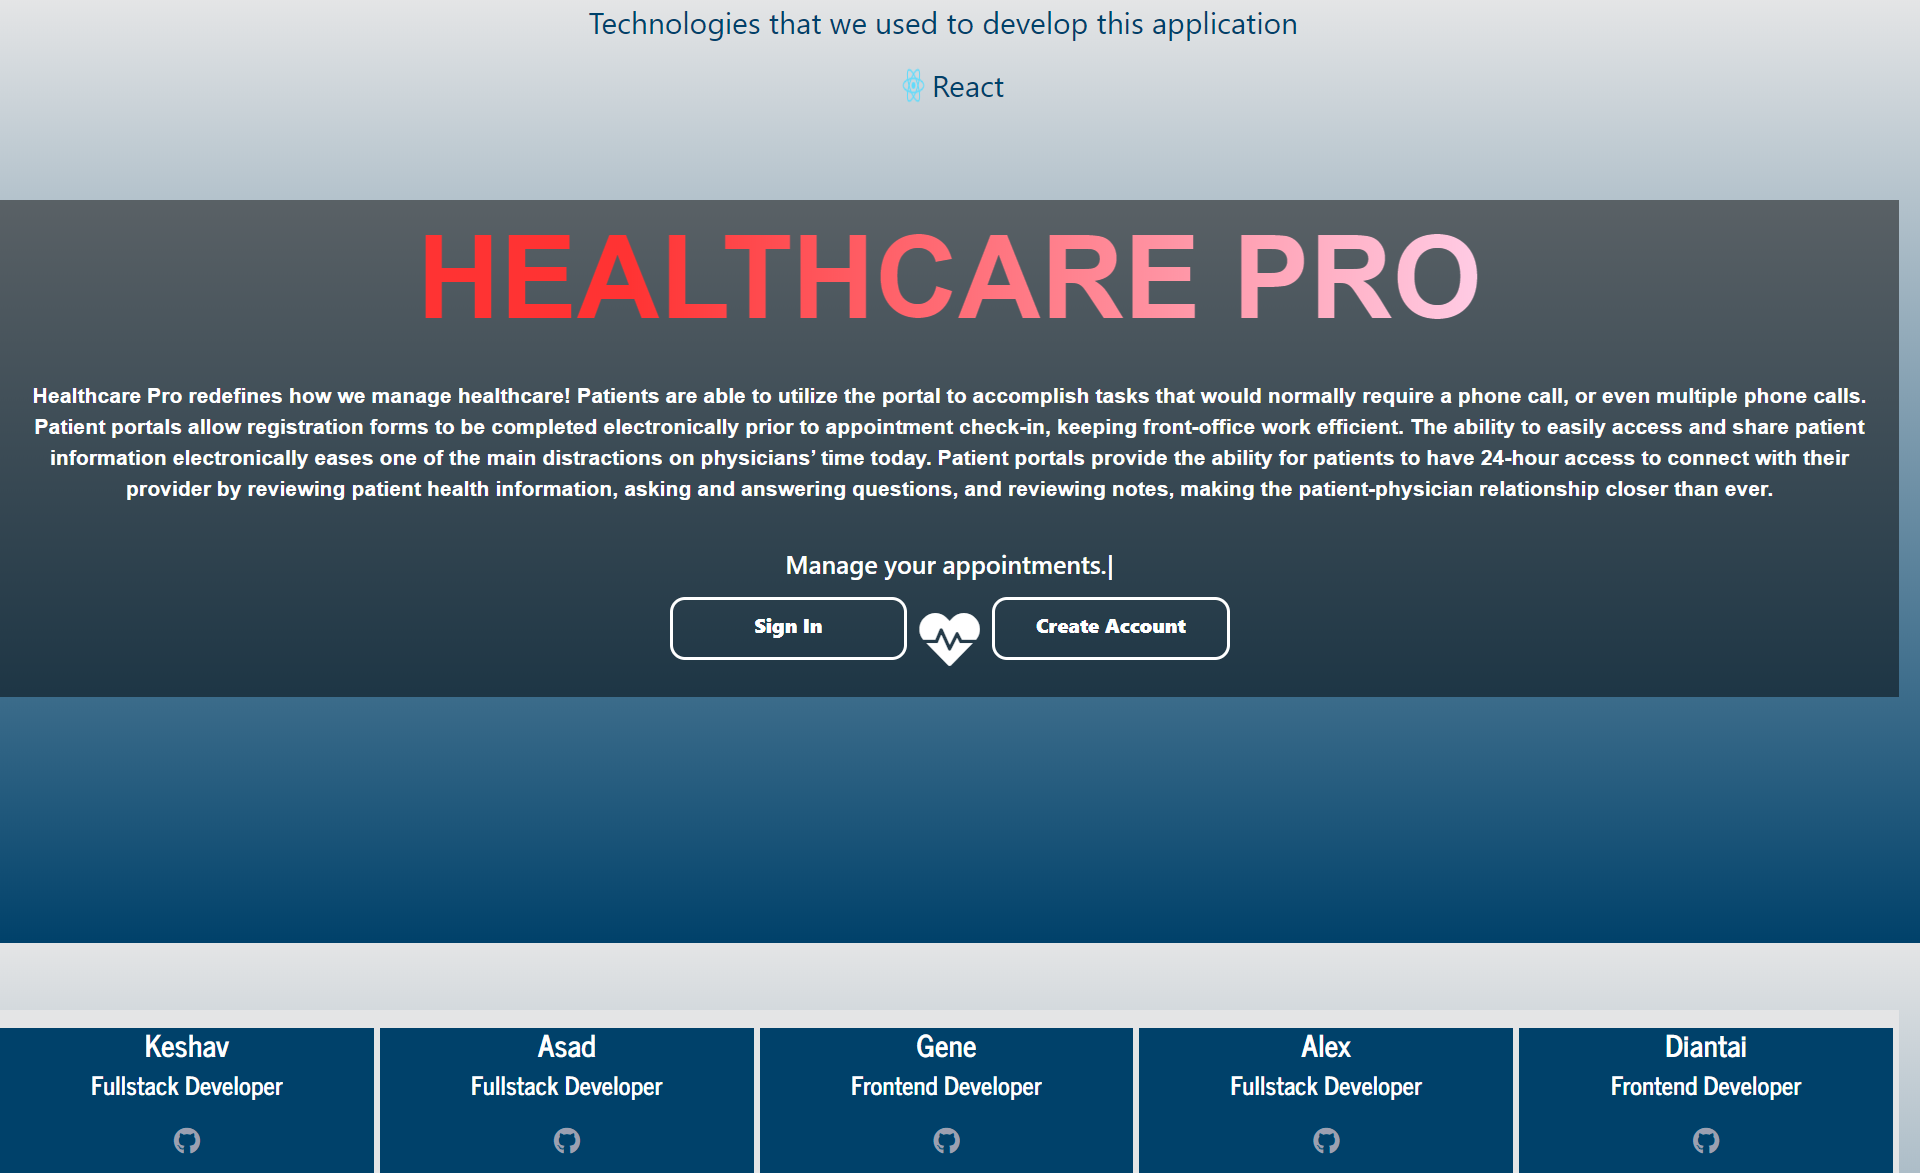 Technologies that we used to develop this application
React
HEALTHCARE PRO
Healthcare Pro redefines how we manage healthcare! Patients are able to utilize the portal to accomplish tasks that would normally require a phone call, or even multiple phone calls.
Patient portals allow registration forms to be completed electronically prior to appointment check-in, keeping front-office work efficient. The ability to easily access and share patient
information electronically eases one of the main distractions on physicians’ time today. Patient portals provide the ability for patients to have 24-hour access to connect with their
provider by reviewing patient health information, asking and answering questions, and reviewing notes, making the patient-physician relationship closer than ever.
Manage your appointments.|
Sign In
Create Account
Keshav
Fullstack Developer
Asad
Fullstack Developer
Gene
Frontend Developer
Alex
Fullstack Developer
Diantai
Frontend Developer